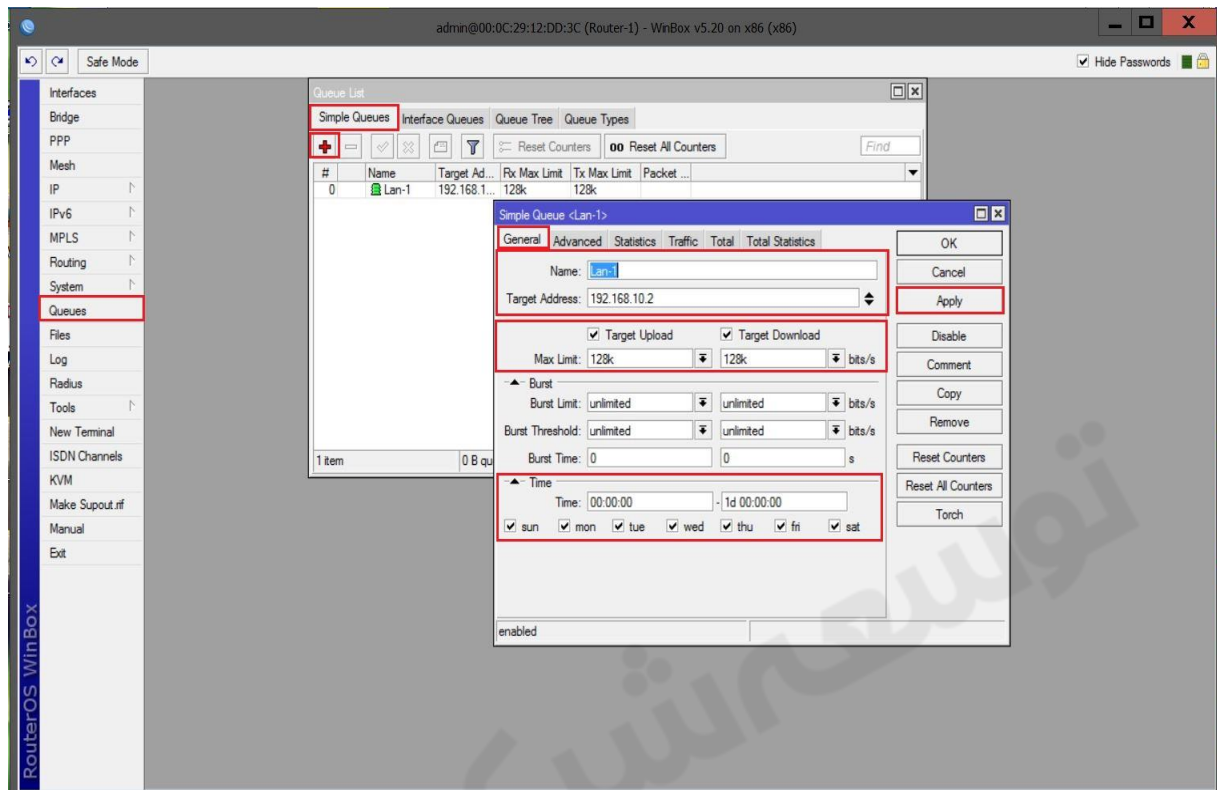 admin@00:0C:29:12:DD:3C (Router-1) - WinBox v5.20 on x86 (x86)
Safe Mode
Hide Passwords
Interfaces
Bridge
PPP
Mesh
IP
IPv6
MPLS
Routing
System
Queues
Files
Log
Radius
Tools
New Terminal
ISDN Channels
KVM
Make Supout.rif
Manual
Exit
RouterOS WinBox
Queue List
Simple Queues Interface Queues Queue Tree Queue Types
Reset Counters 00 Reset All Counters Find
# Name Target Ad... Rx Max Limit Tx Max Limit Packet ...
0 Lan-1 192.168.1... 128k 128k
1 item 0 B qu
Simple Queue <Lan-1>
General Advanced Statistics Traffic Total Total Statistics
Name: Lan-1
Target Address: 192.168.10.2
Target Upload Target Download
Max Limit: 128k 128k bits/s
Burst
Burst Limit: unlimited unlimited bits/s
Burst Threshold: unlimited unlimited bits/s
Burst Time: 0 0 s
Time
Time: 00:00:00 - 1d 00:00:00
sun mon tue wed thu fri sat
enabled
OK
Cancel
Apply
Disable
Comment
Copy
Remove
Reset Counters
Reset All Counters
Torch
توسعه